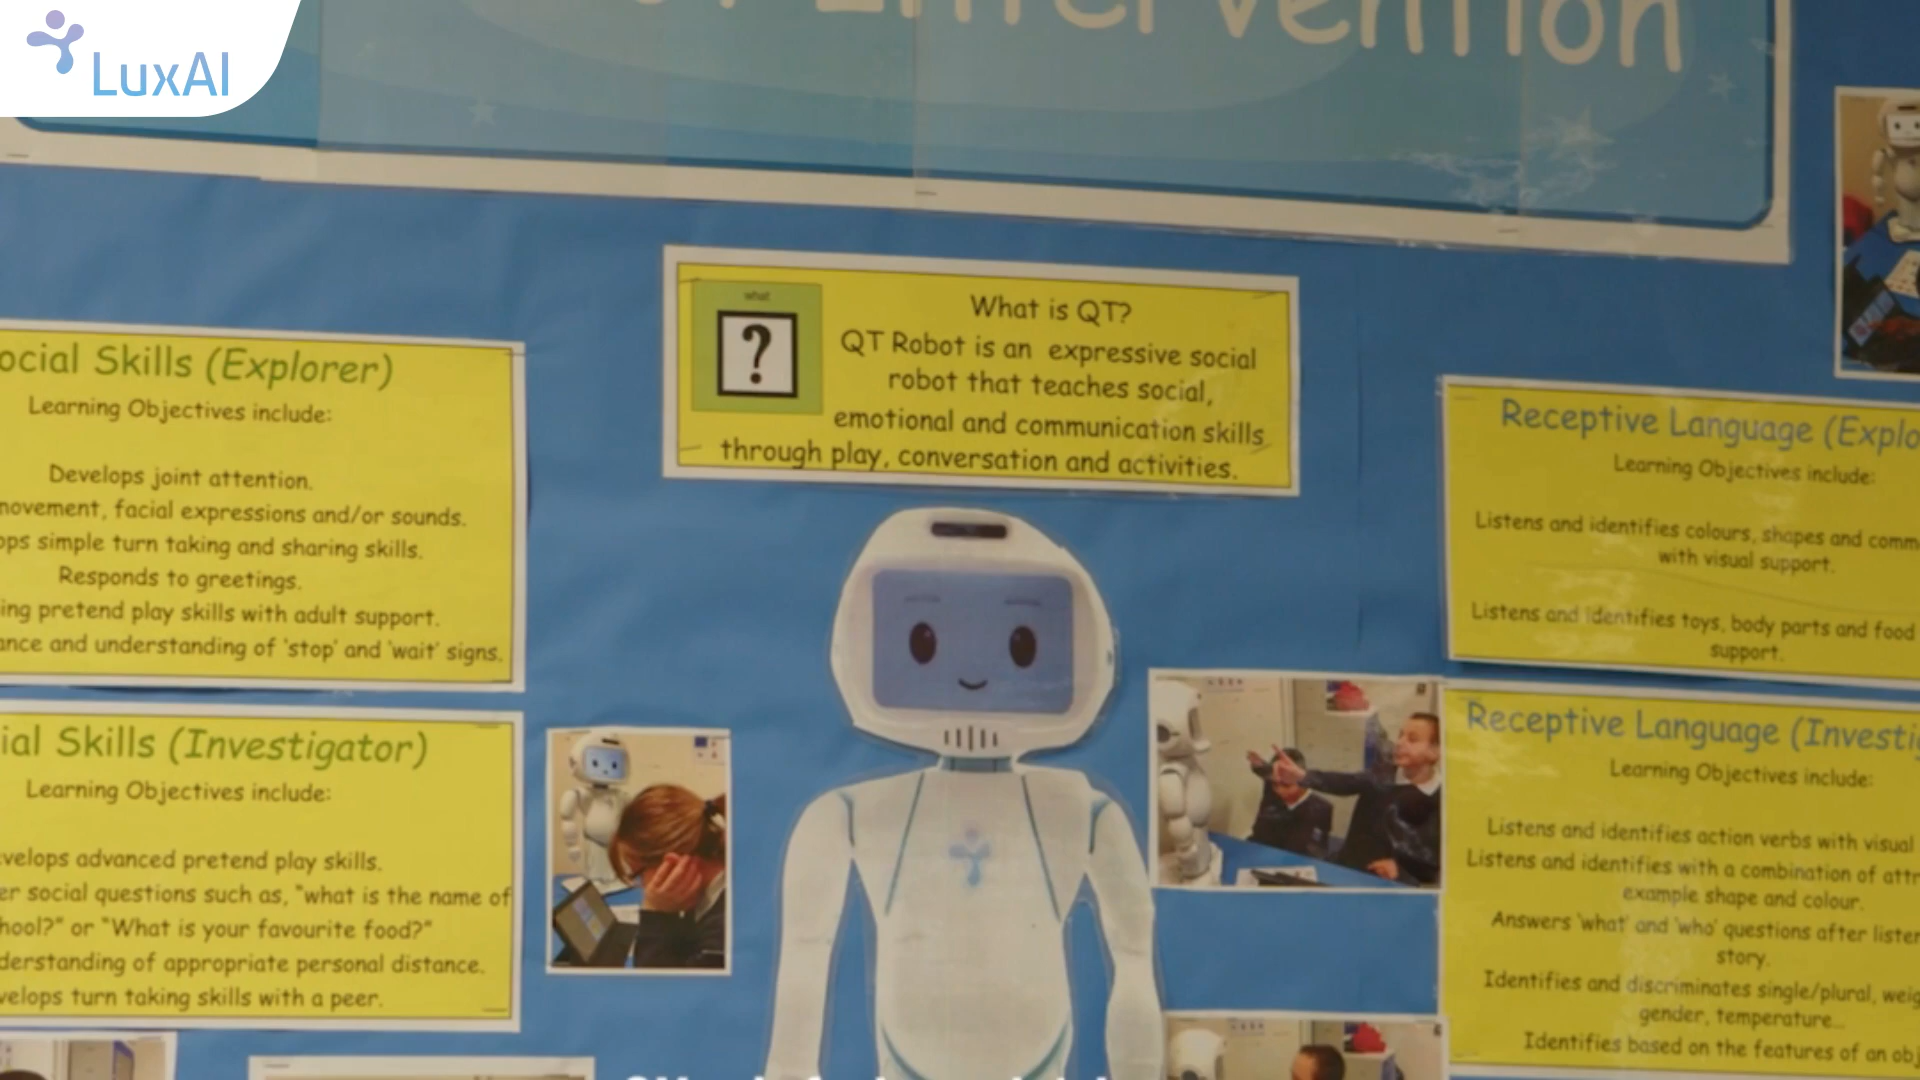 LuxAI
Intervention
what
?
What is QT?
QT Robot is an expressive social
robot that teaches social,
emotional and communication skills
through play, conversation and activities.
ocial Skills (Explorer)
Learning Objectives include:
Develops joint attention.
movement, facial expressions and/or sounds.
ops simple turn taking and sharing skills.
Responds to greetings.
ing pretend play skills with adult support.
ance and understanding of 'stop' and 'wait' signs.
ial Skills (Investigator)
Learning Objectives include:
velops advanced pretend play skills.
er social questions such as, "what is the name of
hool?" or "What is your favourite food?"
derstanding of appropriate personal distance.
velops turn taking skills with a peer.
Receptive Language (Explo
Learning Objectives include:
Listens and identifies colours, shapes and comm
with visual support.
Listens and identifies toys, body parts and food
support.
Receptive Language (Investig
Learning Objectives include:
Listens and identifies action verbs with visual
Listens and identifies with a combination of attr
example shape and colour.
Answers 'what' and 'who' questions after listen
story.
Identifies and discriminates single/plural, weig
gender, temperature...
Identifies based on the features of an obj